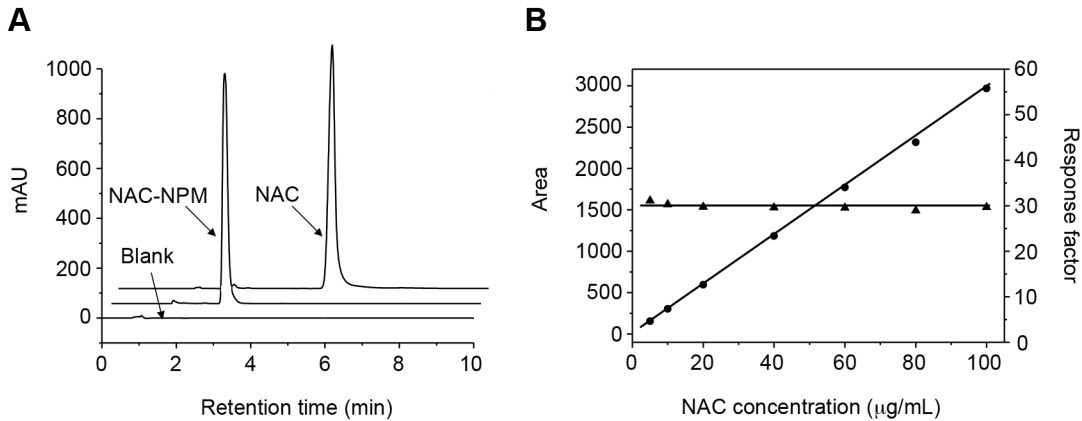 A
1000
800
600
400
200
0
mAU
NAC-NPM
NAC
Blank
0 2 4 6 8 10
Retention time (min)
B
3000
2500
2000
1500
1000
500
0
Area
60
50
40
30
20
10
0
Response factor
0 20 40 60 80 100
NAC concentration (μg/mL)